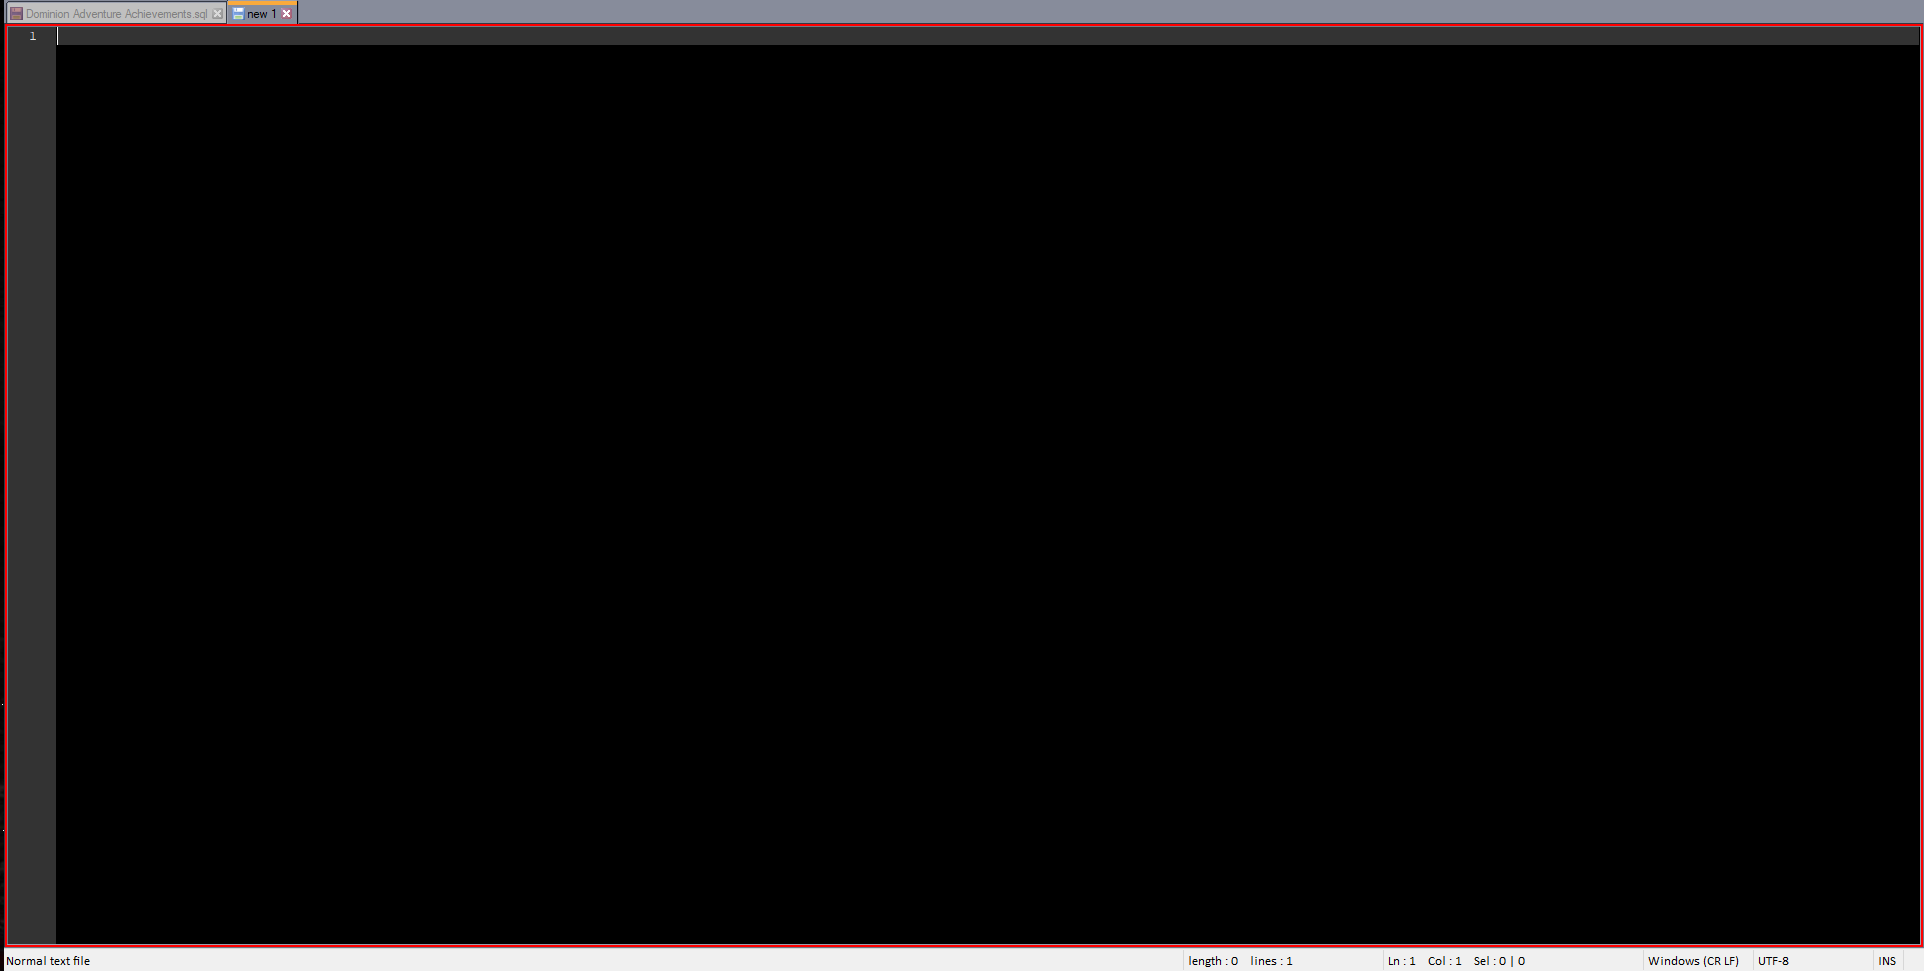 Dominion Adventure Achievements.sql new 1
1
Normal text file length : 0 lines : 1 Ln : 1 Col : 1 Sel : 0 | 0 Windows (CR LF) UTF-8 INS